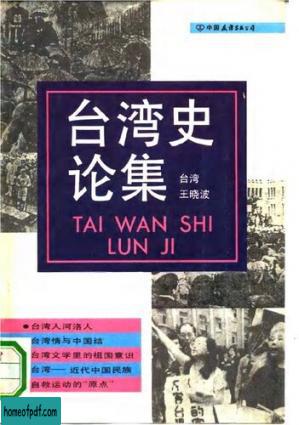 中国友谊出版公司
台湾史
论集
台湾
王晓波
TAI WAN SHI
LUN JI
●台湾人河洛人
台湾情与中国结
台湾文学里的祖国意识
台湾——近代中国民族
自救运动的“原点”
homeofpdf.com